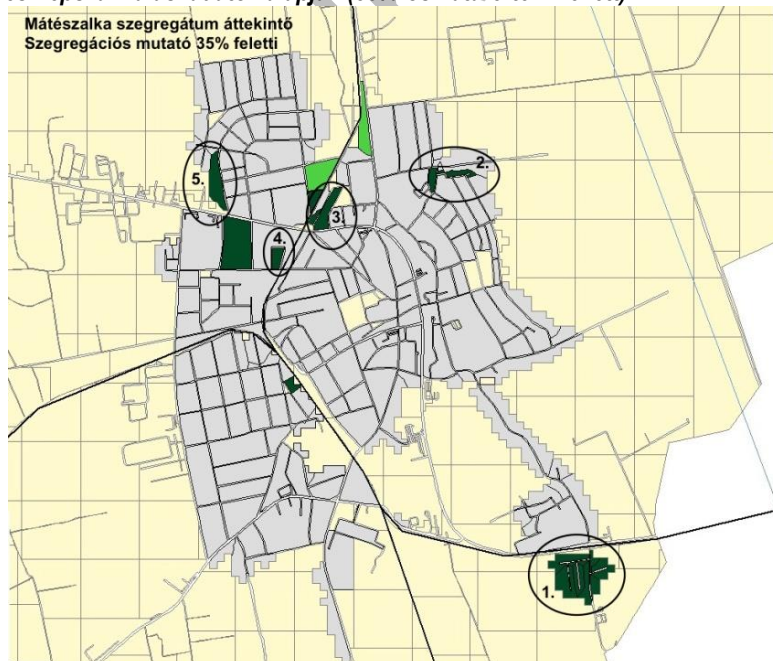 Mátészalka szegregátum áttekintő
Szegregációs mutató 35% feletti
2.
5.
3.
4.
1.